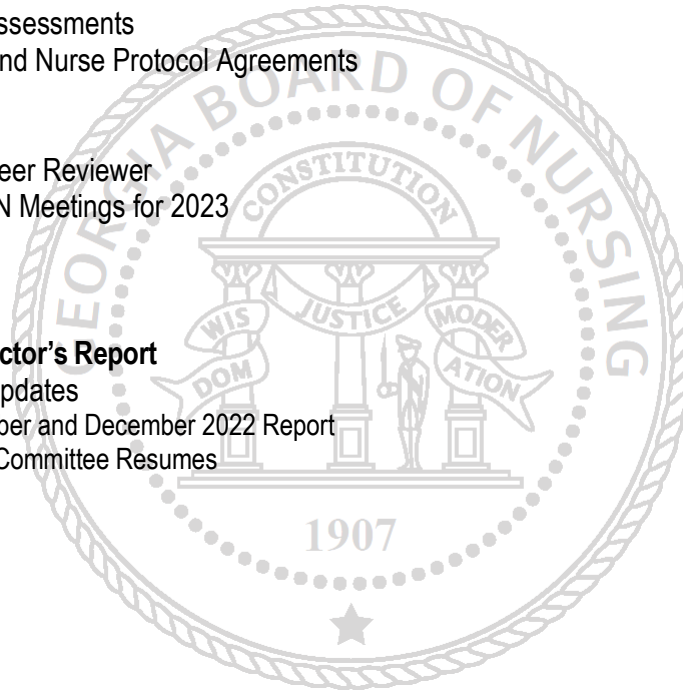 ssessments
nd Nurse Protocol Agreements
eer Reviewer
N Meetings for 2023
ctor's Report
pdates
ber and December 2022 Report
Committee Resumes
GEORGIA BOARD OF NURSING
CONSTITUTION
WIS
DOM
JUSTICE
MODER
ATION
1907